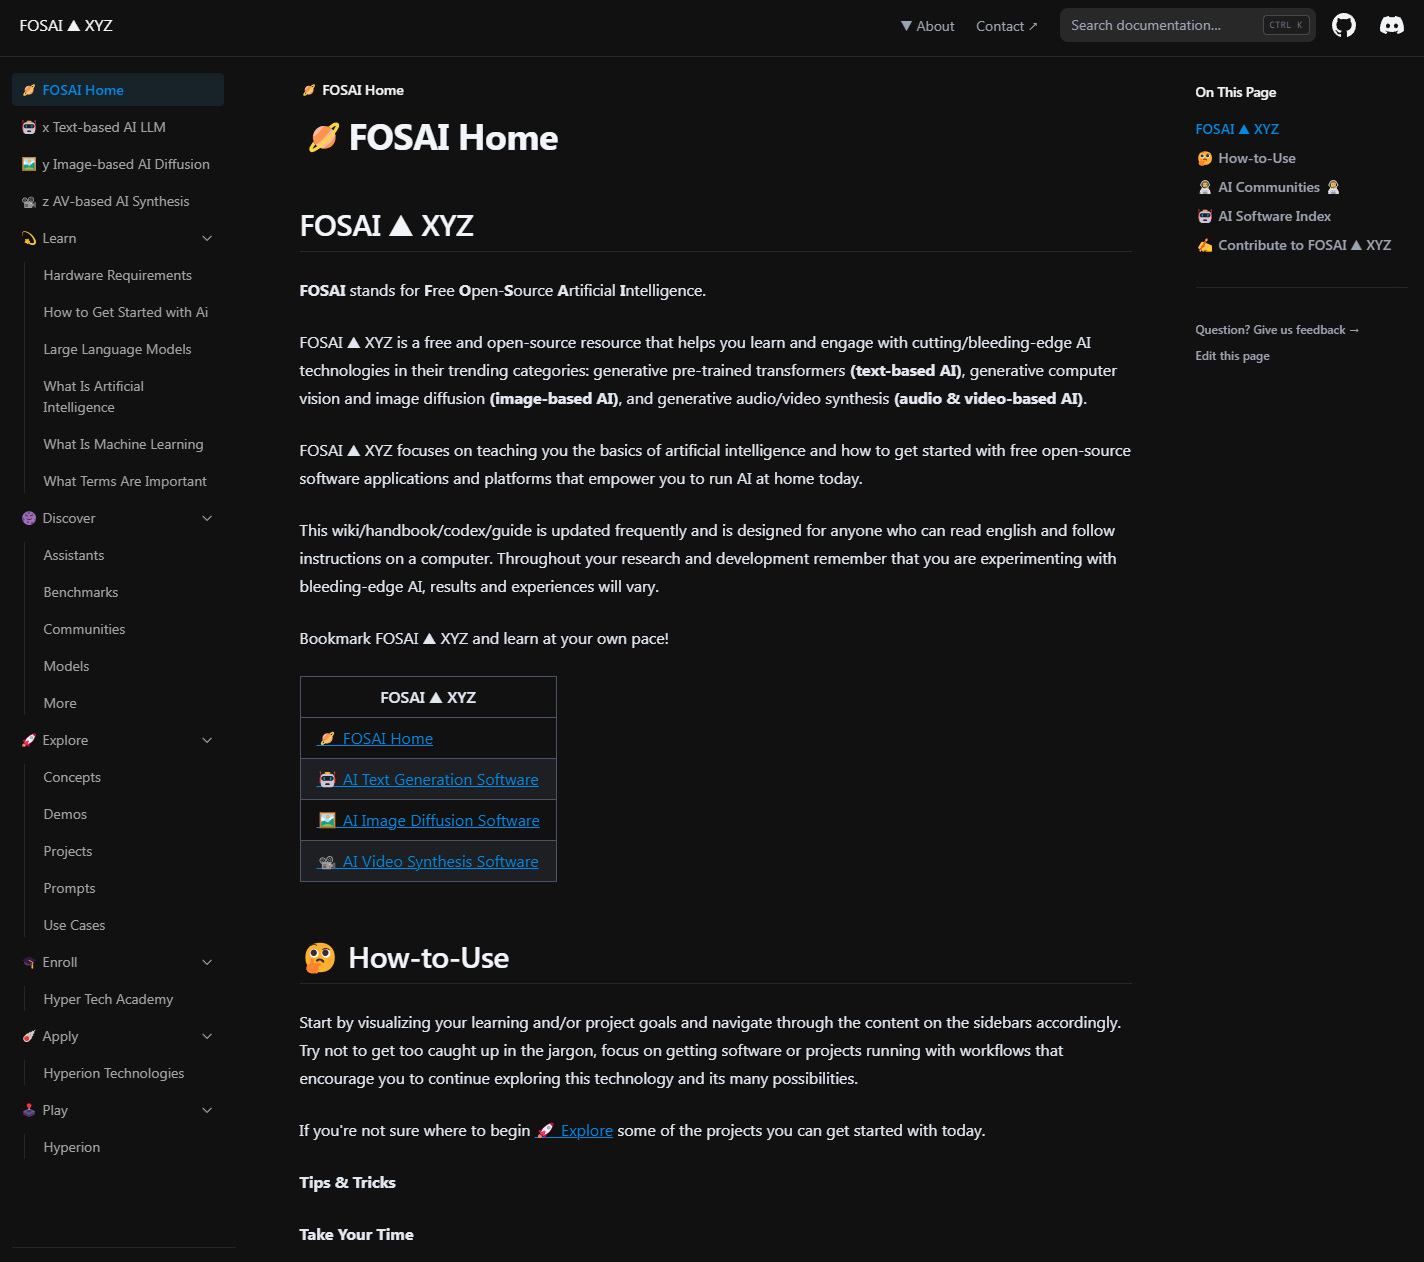 FOSAI ▲ XYZ
▼ About
Contact ↗
Search documentation...
CTRL K
🪐 FOSAI Home
🤖 x Text-based AI LLM
🖼️ y Image-based AI Diffusion
📽️ z AV-based AI Synthesis
💫 Learn
Hardware Requirements
How to Get Started with Ai
Large Language Models
What Is Artificial
Intelligence
What Is Machine Learning
What Terms Are Important
Discover
Assistants
Benchmarks
Communities
Models
More
🚀 Explore
Concepts
Demos
Projects
Prompts
Use Cases
Enroll
Hyper Tech Academy
Apply
Hyperion Technologies
🕹️ Play
Hyperion
🪐 FOSAI Home
🪐 FOSAI Home
FOSAI ▲ XYZ
FOSAI stands for Free Open-Source Artificial Intelligence.
FOSAI ▲ XYZ is a free and open-source resource that helps you learn and engage with cutting/bleeding-edge AI
technologies in their trending categories: generative pre-trained transformers (text-based AI), generative computer
vision and image diffusion (image-based AI), and generative audio/video synthesis (audio & video-based AI).
FOSAI ▲ XYZ focuses on teaching you the basics of artificial intelligence and how to get started with free open-source
software applications and platforms that empower you to run AI at home today.
This wiki/handbook/codex/guide is updated frequently and is designed for anyone who can read english and follow
instructions on a computer. Throughout your research and development remember that you are experimenting with
bleeding-edge AI, results and experiences will vary.
Bookmark FOSAI ▲ XYZ and learn at your own pace!
FOSAI ▲ XYZ
🪐 FOSAI Home
🤖 AI Text Generation Software
🖼️ AI Image Diffusion Software
📽️ AI Video Synthesis Software
🤔 How-to-Use
Start by visualizing your learning and/or project goals and navigate through the content on the sidebars accordingly.
Try not to get too caught up in the jargon, focus on getting software or projects running with workflows that
encourage you to continue exploring this technology and its many possibilities.
If you're not sure where to begin 🚀 Explore some of the projects you can get started with today.
Tips & Tricks
Take Your Time
On This Page
FOSAI ▲ XYZ
🤔 How-to-Use
👨‍🚀 AI Communities 👩‍🚀
🤖 AI Software Index
✍️ Contribute to FOSAI ▲ XYZ
Question? Give us feedback →
Edit this page